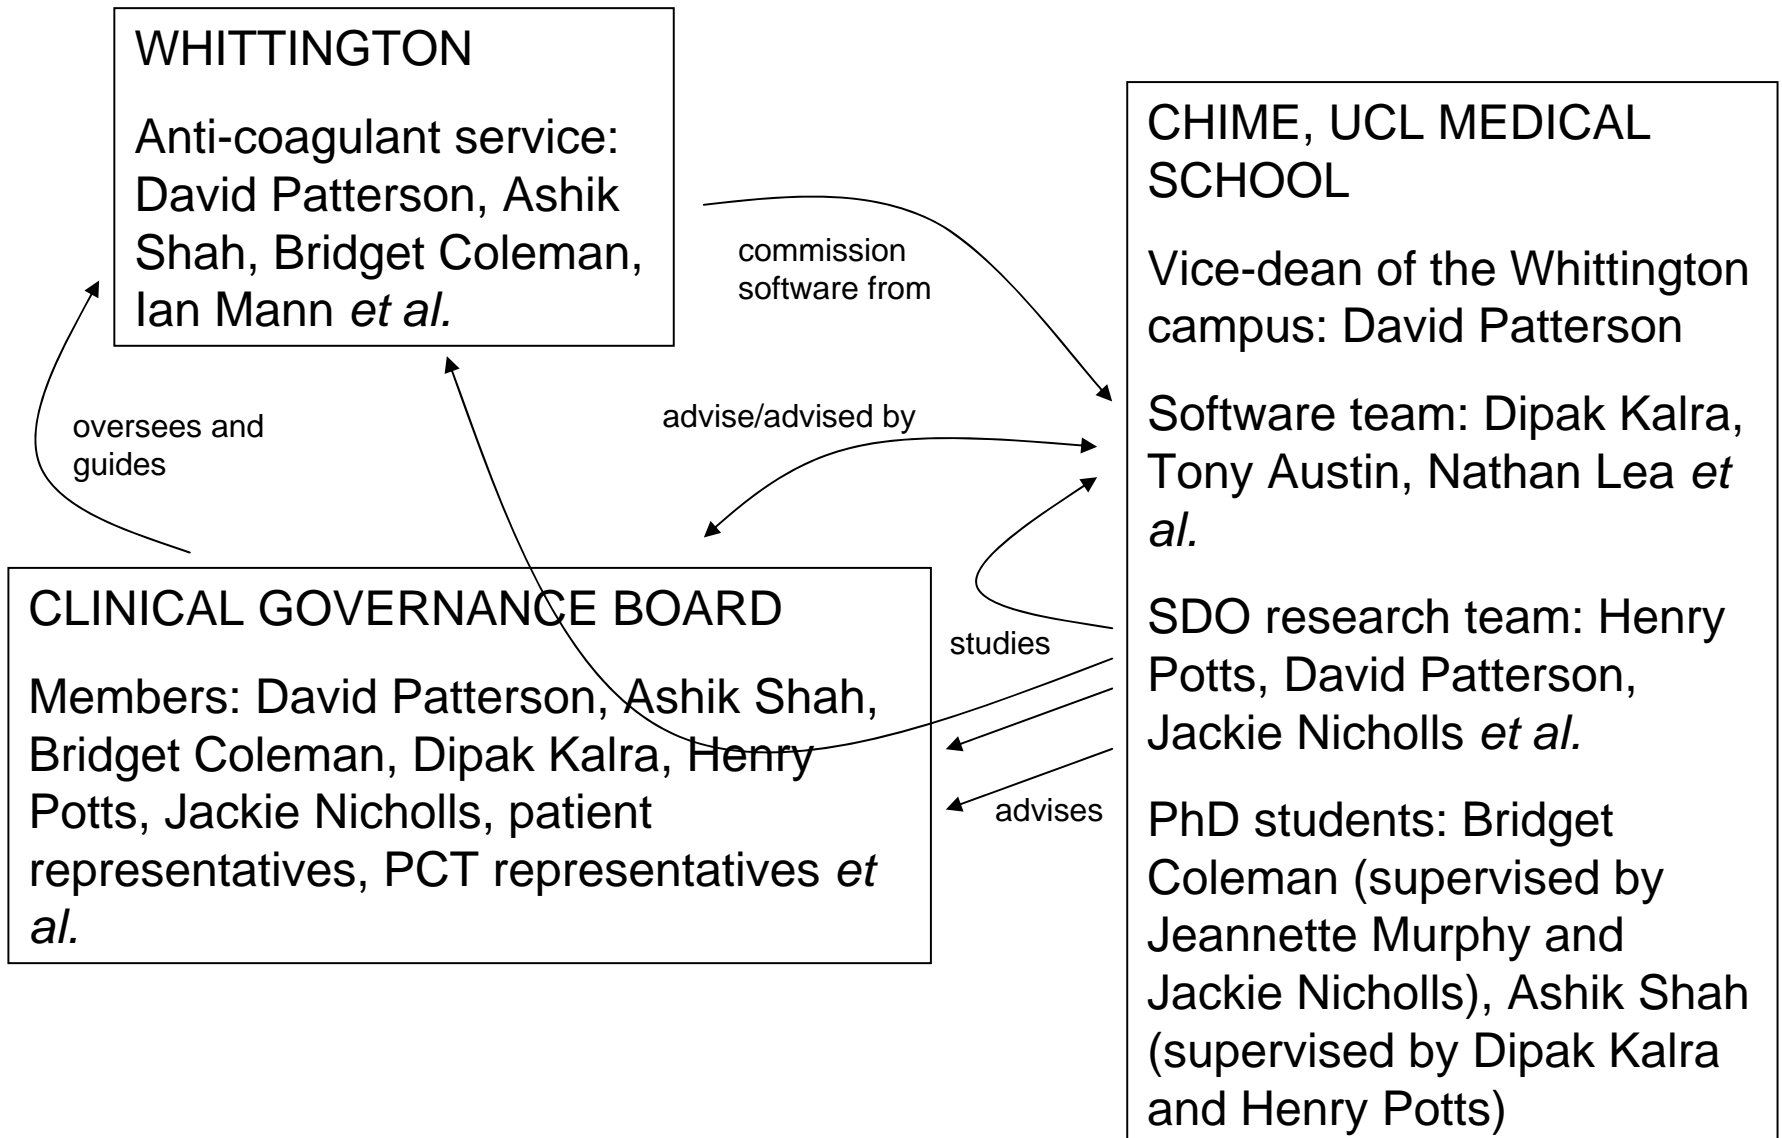 WHITTINGTON
Anti-coagulant service:
David Patterson, Ashik
Shah, Bridget Coleman,
Ian Mann et al.
commission
software from
advise/advised by
oversees and
guides
CLINICAL GOVERNANCE BOARD
Members: David Patterson, Ashik Shah,
Bridget Coleman, Dipak Kalra, Henry
Potts, Jackie Nicholls, patient
representatives, PCT representatives et
al.
studies
advises
CHIME, UCL MEDICAL
SCHOOL
Vice-dean of the Whittington
campus: David Patterson
Software team: Dipak Kalra,
Tony Austin, Nathan Lea et
al.
SDO research team: Henry
Potts, David Patterson,
Jackie Nicholls et al.
PhD students: Bridget
Coleman (supervised by
Jeannette Murphy and
Jackie Nicholls), Ashik Shah
(supervised by Dipak Kalra
and Henry Potts)